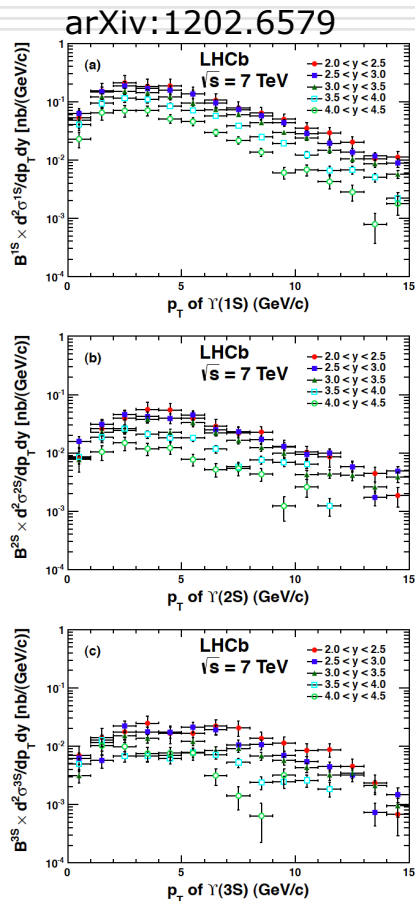 arXiv:1202.6579
B^1S × d²σ^1S/dp_T dy [nb/(GeV/c)]
1
10⁻¹
10⁻²
10⁻³
10⁻⁴
(a)
LHCb
√s = 7 TeV
2.0 < y < 2.5
2.5 < y < 3.0
3.0 < y < 3.5
3.5 < y < 4.0
4.0 < y < 4.5
0 5 10 15
p_T of ϒ(1S) (GeV/c)
B^2S × d²σ^2S/dp_T dy [nb/(GeV/c)]
1
10⁻¹
10⁻²
10⁻³
10⁻⁴
(b)
LHCb
√s = 7 TeV
2.0 < y < 2.5
2.5 < y < 3.0
3.0 < y < 3.5
3.5 < y < 4.0
4.0 < y < 4.5
0 5 10 15
p_T of ϒ(2S) (GeV/c)
B^3S × d²σ^3S/dp_T dy [nb/(GeV/c)]
1
10⁻¹
10⁻²
10⁻³
10⁻⁴
(c)
LHCb
√s = 7 TeV
2.0 < y < 2.5
2.5 < y < 3.0
3.0 < y < 3.5
3.5 < y < 4.0
4.0 < y < 4.5
0 5 10 15
p_T of ϒ(3S) (GeV/c)